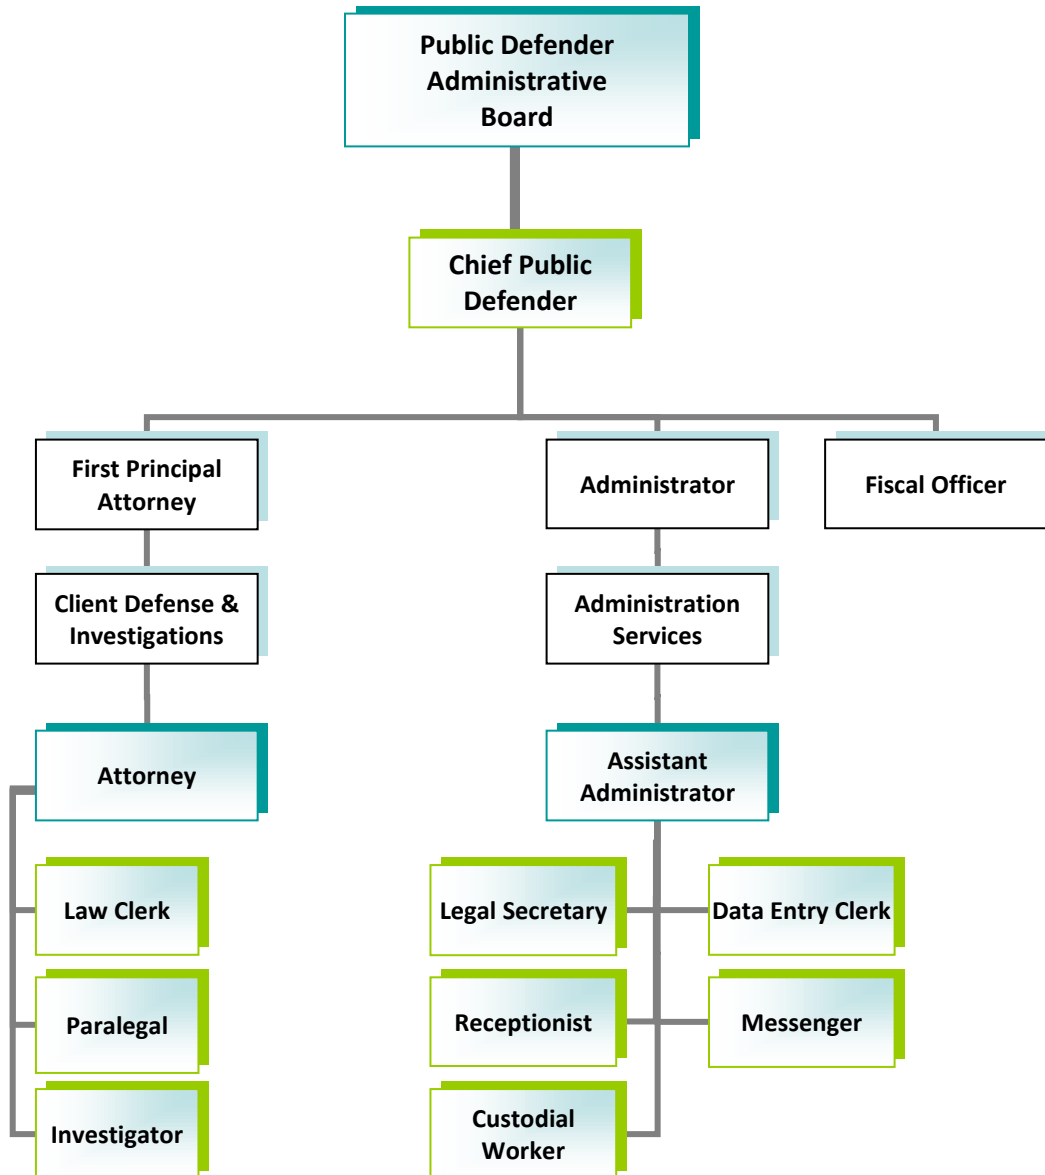 Public Defender
Administrative
Board
Chief Public
Defender
First Principal
Attorney
Administrator
Fiscal Officer
Client Defense &
Investigations
Administration
Services
Attorney
Assistant
Administrator
Law Clerk
Legal Secretary
Data Entry Clerk
Paralegal
Receptionist
Messenger
Investigator
Custodial
Worker